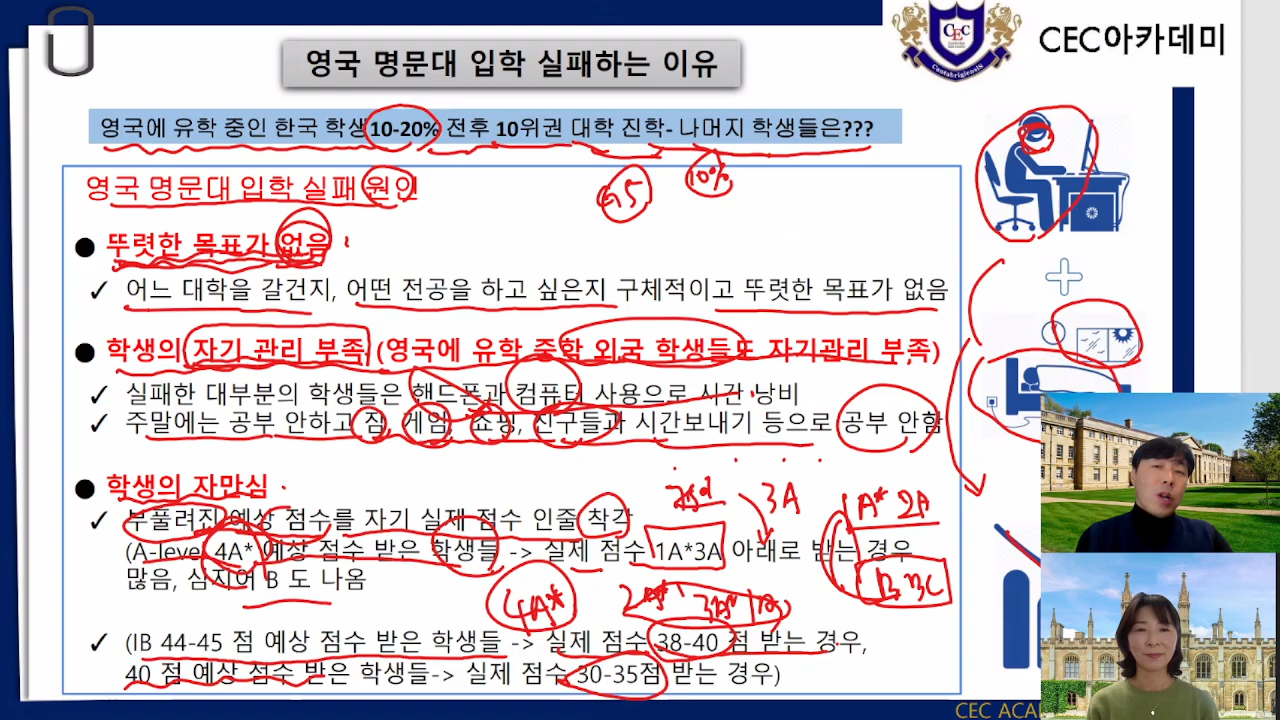 CEC
Cantabrigiensis
CEC아카데미
영국 명문대 입학 실패하는 이유
영국에 유학 중인 한국 학생10-20% 전후 10위권 대학 진학- 나머지 학생들은???
영국 명문대 입학 실패 원인
95
10%
● 뚜렷한 목표가 없음
✓ 어느 대학을 갈건지, 어떤 전공을 하고 싶은지 구체적이고 뚜렷한 목표가 없음
● 학생의 자기 관리 부족 (영국에 유학 중학 외국 학생들도 자기관리 부족)
✓ 실패한 대부분의 학생들은 핸드폰과 컴퓨터 사용으로 시간 낭비
✓ 주말에는 공부 안하고 잠, 게임, 쇼핑, 친구들과 시간보내기 등으로 공부 안함
● 학생의 자만심
3A
1A* 2A
✓ 부풀려진 예상 점수를 자기 실제 점수 인줄 착각
(A-level 4A* 예상 점수 받은 학생들 -> 실제 점수 1A*3A 아래로 받는 경우
많음, 심지어 B 도 나옴
BBC
4A*
✓ (IB 44-45 점 예상 점수 받은 학생들 -> 실제 점수 38-40 점 받는 경우,
40 점 예상 점수 받은 학생들-> 실제 점수 30-35점 받는 경우)